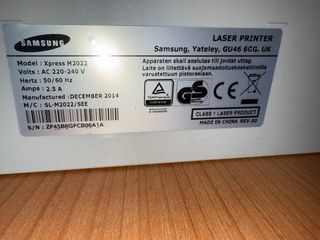 SAMSUNG
Model : Xpress M2022
Volts : AC 220-240 V
Hertz : 50/60 Hz
Amps : 2.5 A
Manufactured :DECEMBER 2014
M/C : SL-M2022/SEE
S/N :
LASER PRINTER
Samsung, Yateley, GU46 6GG. UK
Apparaten skall anslutas till jordat uttag.
Laite on liitettävä suojamaadoituskoskettimilla
varustettuun pistorasiaan.
CLASS 1 LASER PRODUCT
MADE IN CHINA
REV.00